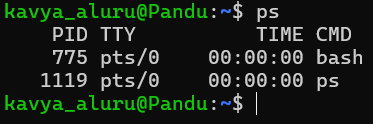 kavya_aluru@Pandu:~$ ps
PID TTY TIME CMD
775 pts/0 00:00:00 bash
1119 pts/0 00:00:00 ps
kavya_aluru@Pandu:~$